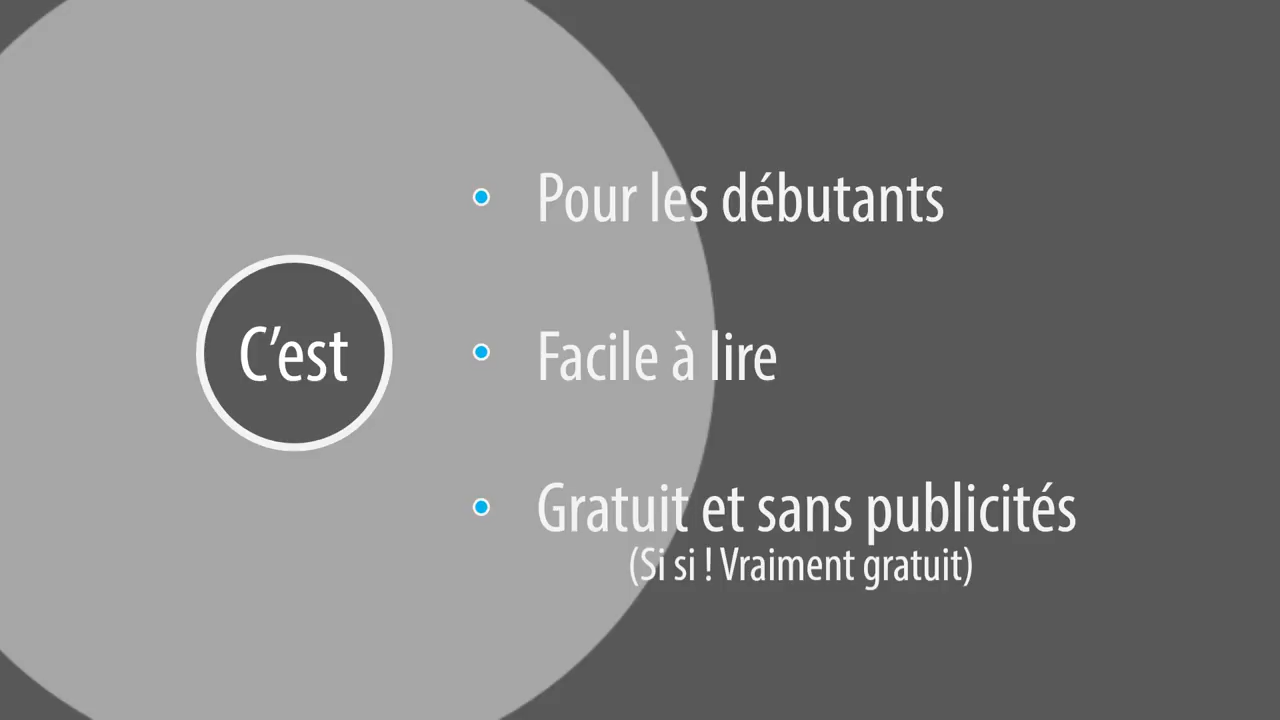 C’est
Pour les débutants
Facile à lire
Gratuit et sans publicités
(Si si ! Vraiment gratuit)